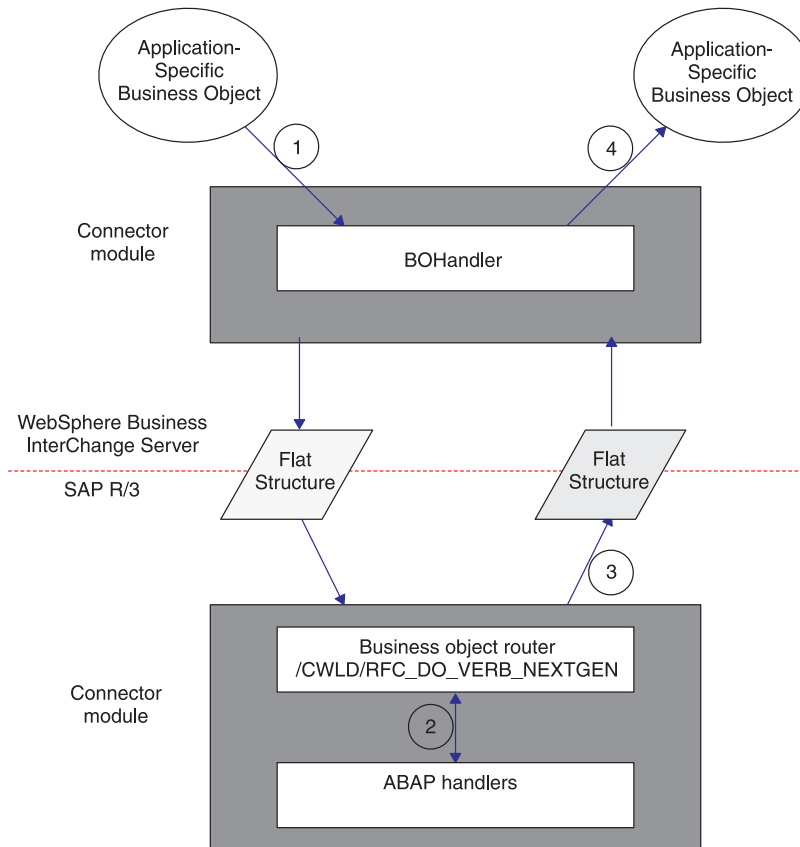 Application-
Specific
Business Object
Application-
Specific
Business Object
1
4
Connector
module
BOHandler
WebSphere Business
InterChange Server
Flat
Structure
Flat
Structure
SAP R/3
3
Business object router
/CWLD/RFC_DO_VERB_NEXTGEN
Connector
module
2
ABAP handlers